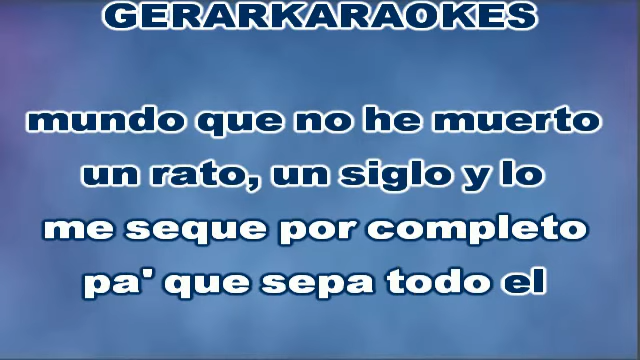 GERARKARAOKES
mundo que no he muerto
un rato, un siglo y lo
me seque por completo
pa' que sepa todo el